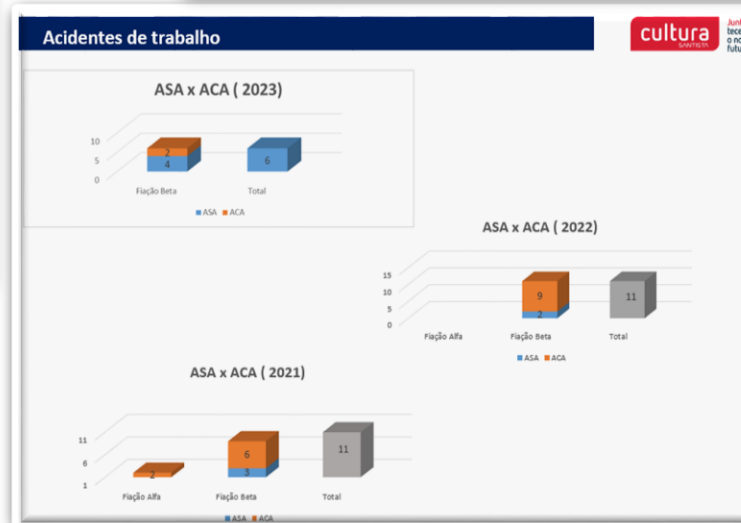 Acidentes de trabalho
cultura
SANTISTA
ASA x ACA ( 2023)
10
5
0
2
4
6
Fiação Beta
Total
ASA ACA
ASA x ACA ( 2022)
15
10
5
0
9
2
11
Fiação Alfa
Fiação Beta
Total
ASA ACA
ASA x ACA ( 2021)
11
6
1
2
6
3
11
Fiação Alfa
Fiação Beta
Total
ASA ACA